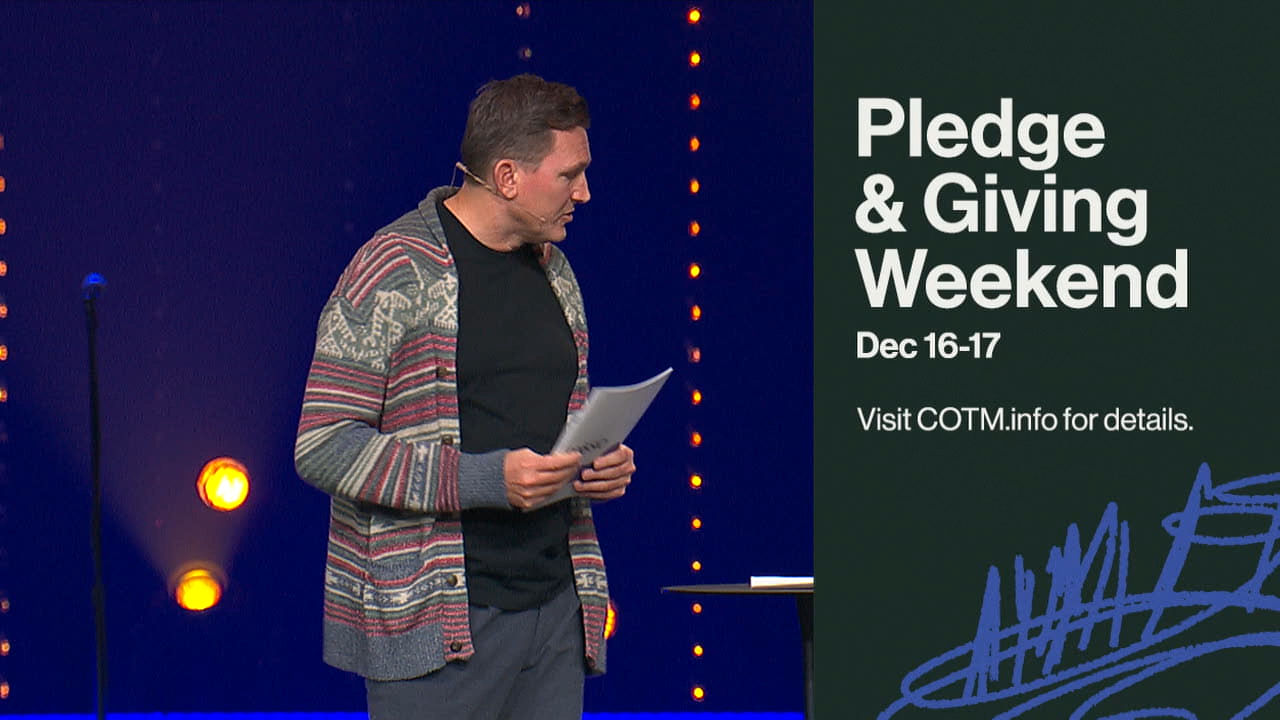 Pledge
& Giving
Weekend
Dec 16-17
Visit COTM.info for details.